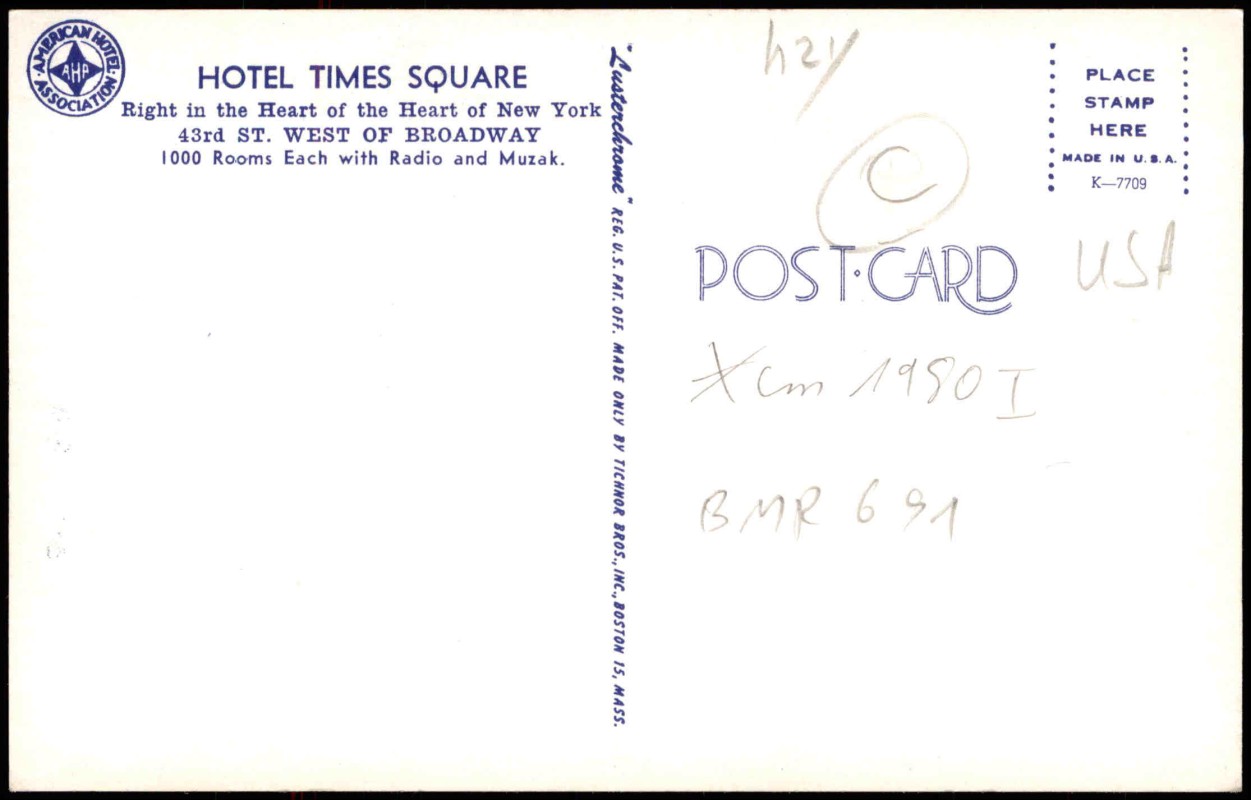 AMERICAN HOTEL ASSOCIATION
AHA
HOTEL TIMES SQUARE
Right in the Heart of the Heart of New York
43rd ST. WEST OF BROADWAY
1000 Rooms Each with Radio and Muzak.
"Lusterchrome" REG. U.S. PAT. OFF. MADE ONLY BY TICHNOR BROS., INC., BOSTON 15, MASS.
C
PLACE
STAMP
HERE
MADE IN U.S.A.
K—7709
POST·CARD
USA
1980 I
BMR 691